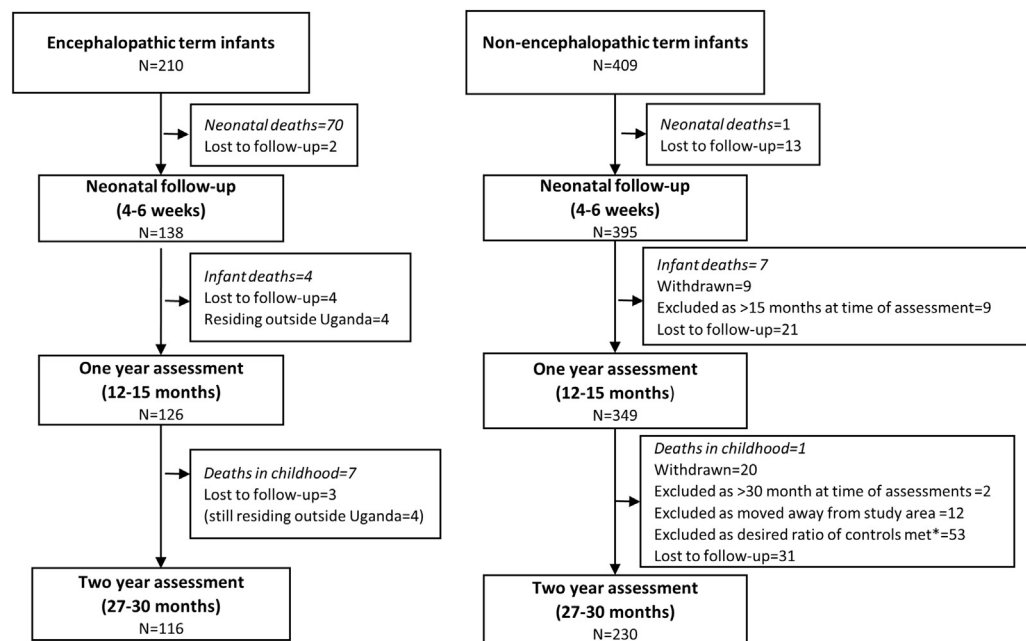 Encephalopathic term infants
N=210
Neonatal deaths=70
Lost to follow-up=2
Neonatal follow-up
(4-6 weeks)
N=138
Infant deaths=4
Lost to follow-up=4
Residing outside Uganda=4
One year assessment
(12-15 months)
N=126
Deaths in childhood=7
Lost to follow-up=3
(still residing outside Uganda=4)
Two year assessment
(27-30 months)
N=116
Non-encephalopathic term infants
N=409
Neonatal deaths=1
Lost to follow-up=13
Neonatal follow-up
(4-6 weeks)
N=395
Infant deaths= 7
Withdrawn=9
Excluded as >15 months at time of assessment=9
Lost to follow-up=21
One year assessment
(12-15 months)
N=349
Deaths in childhood=1
Withdrawn=20
Excluded as >30 month at time of assessments =2
Excluded as moved away from study area =12
Excluded as desired ratio of controls met*=53
Lost to follow-up=31
Two year assessment
(27-30 months)
N=230